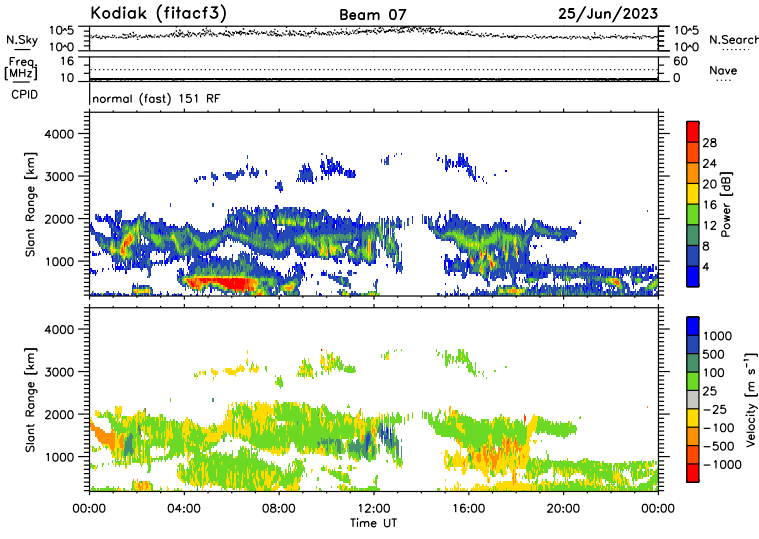 Kodiak (fitacf3) Beam 07 25/Jun/2023
N.Sky 10^5 10^0 10^5 10^0 N.Search
Freq. [MHz] 16 10 60 0 Nave
CPID normal (fast) 151 RF
Slant Range [km] 4000 3000 2000 1000
Power [dB] 28 24 20 16 12 8 4
Slant Range [km] 4000 3000 2000 1000
Velocity [m s⁻¹] 1000 500 100 25 −25 −100 −500 −1000
00:00 04:00 08:00 12:00 16:00 20:00 00:00
Time UT